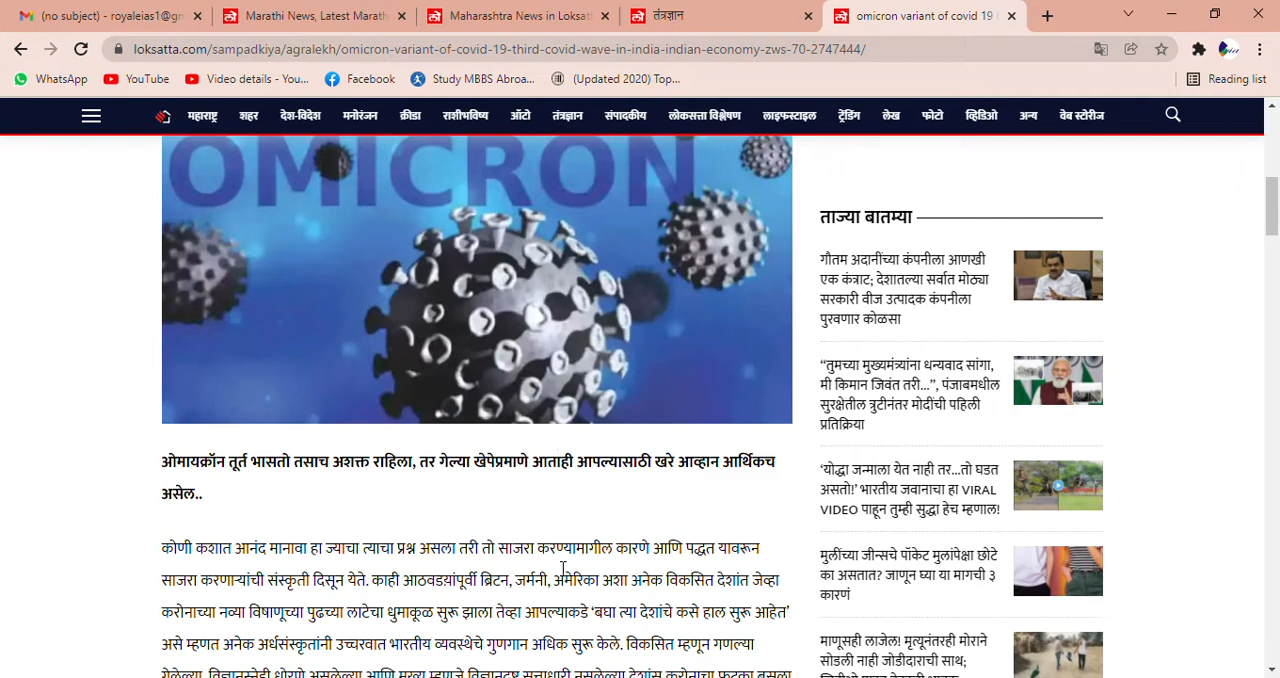 (no subject) - royaleias1@gm
Marathi News, Latest Marath
Maharashtra News in Loksatt
तंत्रज्ञान
omicron variant of covid 19
loksatta.com/sampadkiya/agralekh/omicron-variant-of-covid-19-third-covid-wave-in-india-indian-economy-zws-70-2747444/
WhatsApp
YouTube
Video details - You...
Facebook
Study MBBS Abroa...
(Updated 2020) Top...
Reading list
महाराष्ट्र शहर देश-विदेश मनोरंजन क्रीडा राशीभविष्य ऑटो तंत्रज्ञान संपादकीय लोकसत्ता विश्लेषण लाइफस्टाइल ट्रेंडिंग लेख फोटो व्हिडिओ अन्य वेब स्टोरीज
OMICRON
ओमायक्रॉन तूर्त भासतो तसाच अशक्त राहिला, तर गेल्या खेपेप्रमाणे आताही आपल्यासाठी खरे आव्हान आर्थिकच
असेल..
कोणी कशात आनंद मानावा हा ज्याचा त्याचा प्रश्न असला तरी तो साजरा करण्यामागील कारणे आणि पद्धत यावरून
साजरा करणाऱ्यांची संस्कृती दिसून येते. काही आठवडय़ांपूर्वी ब्रिटन, जर्मनी, अमेरिका अशा अनेक विकसित देशांत जेव्हा
करोनाच्या नव्या विषाणूच्या पुढच्या लाटेचा धुमाकूळ सुरू झाला तेव्हा आपल्याकडे ‘बघा त्या देशांचे कसे हाल सुरू आहेत’
असे म्हणत अनेक अर्धसंस्कृतांनी उच्चरवात भारतीय व्यवस्थेचे गुणगान अधिक सुरू केले. विकसित म्हणून गणल्या
ताज्या बातम्या
गौतम अदानींच्या कंपनीला आणखी
एक कंत्राट; देशातल्या सर्वात मोठ्या
सरकारी वीज उत्पादक कंपनीला
पुरवणार कोळसा
“तुमच्या मुख्यमंत्र्यांना धन्यवाद सांगा,
मी किमान जिवंत तरी…”, पंजाबमधील
सुरक्षेतील त्रुटीनंतर मोदींची पहिली
प्रतिक्रिया
‘योद्धा जन्माला येत नाही तर…तो घडत
असतो!’ भारतीय जवानाचा हा VIRAL
VIDEO पाहून तुम्ही सुद्धा हेच म्हणाल!
मुलींच्या जीन्सचे पॉकेट मुलांपेक्षा छोटे
का असतात? जाणून घ्या या मागची ३
कारणं
माणूसही लाजेल! मृत्यूनंतरही मोराने
सोडली नाही जोडीदाराची साथ;